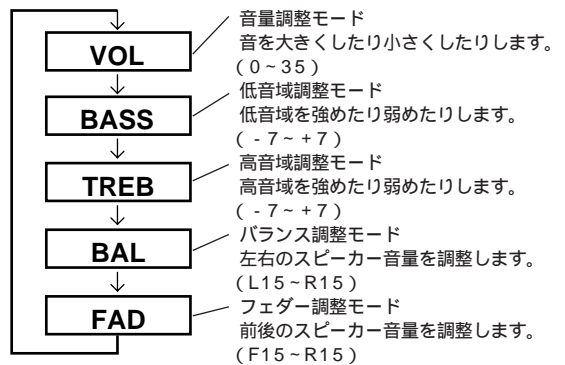 VOL
音量調整モード
音を大きくしたり小さくしたりします。
(0~35)
BASS
低音域調整モード
低音域を強めたり弱めたりします。
(-7~+7)
TREB
高音域調整モード
高音域を強めたり弱めたりします。
(-7~+7)
BAL
バランス調整モード
左右のスピーカー音量を調整します。
(L15~R15)
FAD
フェダー調整モード
前後のスピーカー音量を調整します。
(F15~R15)